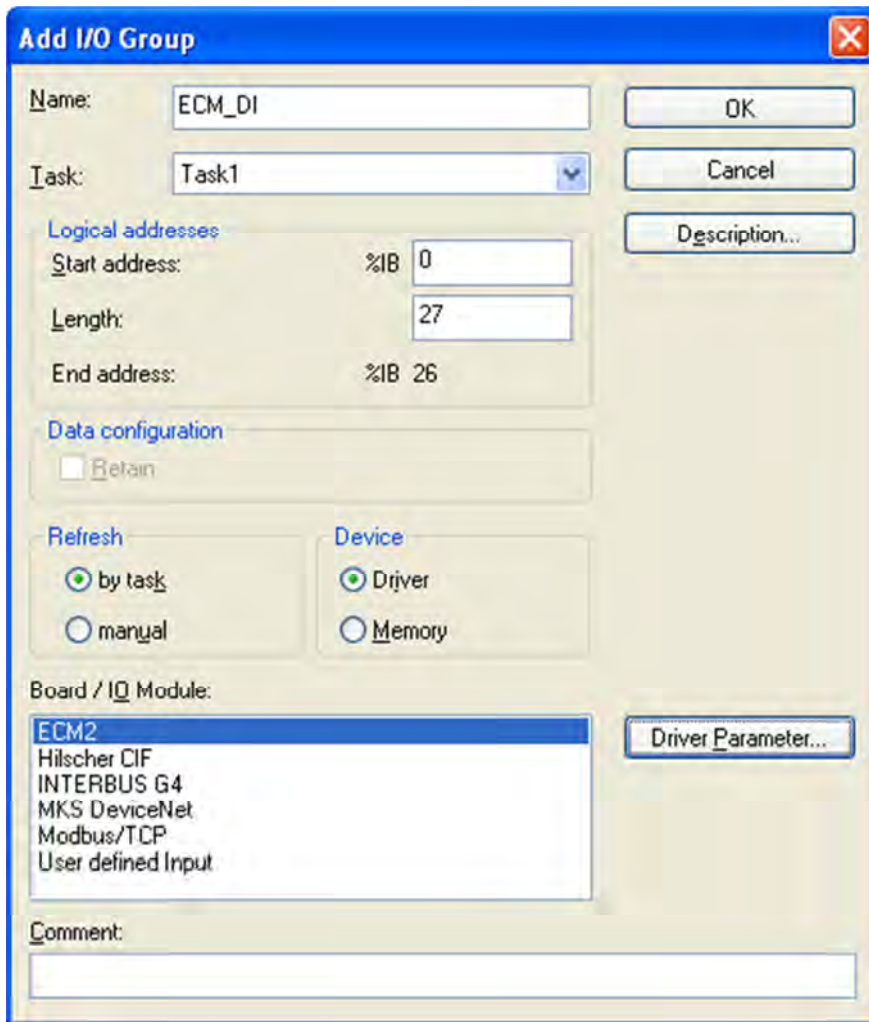 Add I/O Group
Name: ECM_DI
OK
Task: Task1
Cancel
Description...
Logical addresses
Start address: %IB 0
Length: 27
End address: %IB 26
Data configuration
Retain
Refresh Device
by task Driver
manual Memory
Board / IO Module:
ECM2
Hilscher CIF
INTERBUS G4
MKS DeviceNet
Modbus/TCP
User defined Input
Driver Parameter...
Comment: